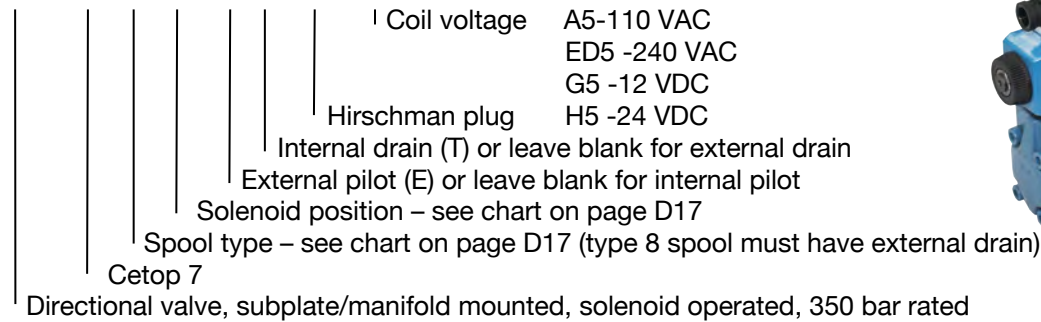 Coil voltage A5-110 VAC
ED5 -240 VAC
G5 -12 VDC
Hirschman plug H5 -24 VDC
Internal drain (T) or leave blank for external drain
External pilot (E) or leave blank for internal pilot
Solenoid position – see chart on page D17
Spool type – see chart on page D17 (type 8 spool must have external drain)
Cetop 7
Directional valve, subplate/manifold mounted, solenoid operated, 350 bar rated